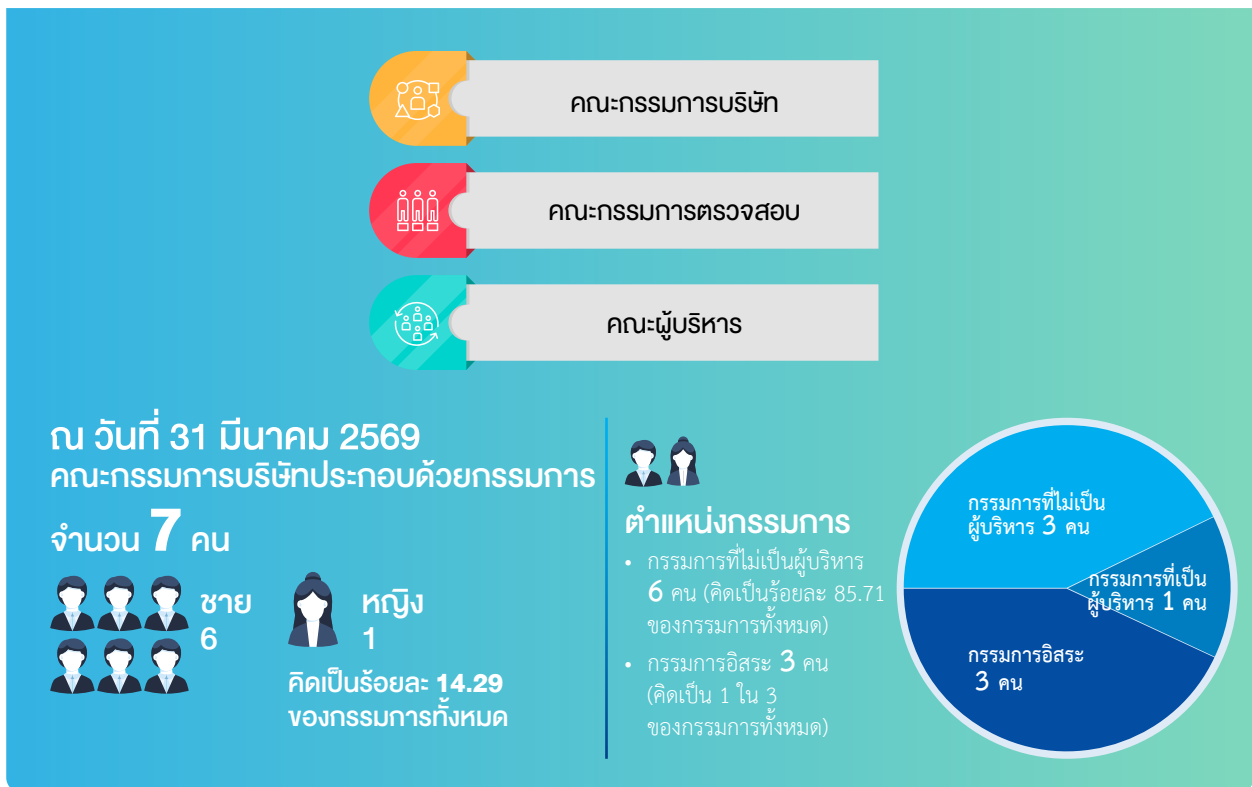 คณะกรรมการบริษัท
คณะกรรมการตรวจสอบ
คณะผู้บริหาร
ณ วันที่ 31 มีนาคม 2569
คณะกรรมการบริษัทประกอบด้วยกรรมการ
จำนวน 7 คน
ชาย
6
หญิง
1
คิดเป็นร้อยละ 14.29
ของกรรมการทั้งหมด
ตำแหน่งกรรมการ
• กรรมการที่ไม่เป็นผู้บริหาร
6 คน (คิดเป็นร้อยละ 85.71
ของกรรมการทั้งหมด)
• กรรมการอิสระ 3 คน
(คิดเป็น 1 ใน 3
ของกรรมการทั้งหมด)
กรรมการที่ไม่เป็น
ผู้บริหาร 3 คน
กรรมการที่เป็น
ผู้บริหาร 1 คน
กรรมการอิสระ
3 คน